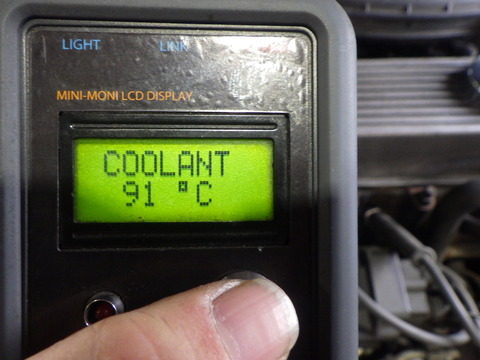 LIGHT LINK
MINI-MONI LCD DISPLAY
COOLANT
91 °C